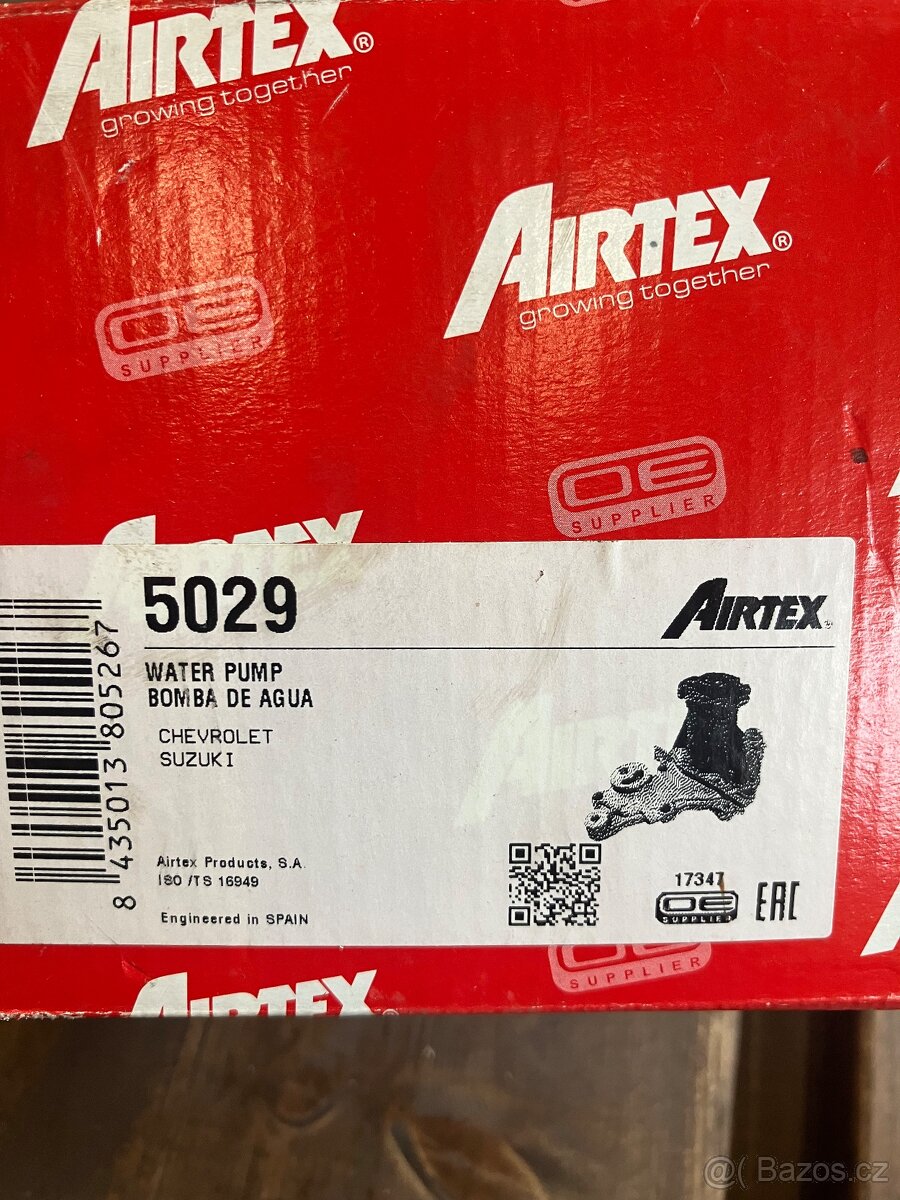 AIRTEX®
growing together
AIRTEX®
growing together
OE
SUPPLIER
OE
SUPPLIER
AIRTEX
5029
AIRTEX
WATER PUMP
BOMBA DE AGUA
CHEVROLET
SUZUKI
8 435013 805267
Airtex Products, S.A.
ISO /TS 16949
Engineered in SPAIN
17347
OE
SUPPLIER
EAC
OE
SUPPLIER
AIRTEX
@( Bazoš.cz